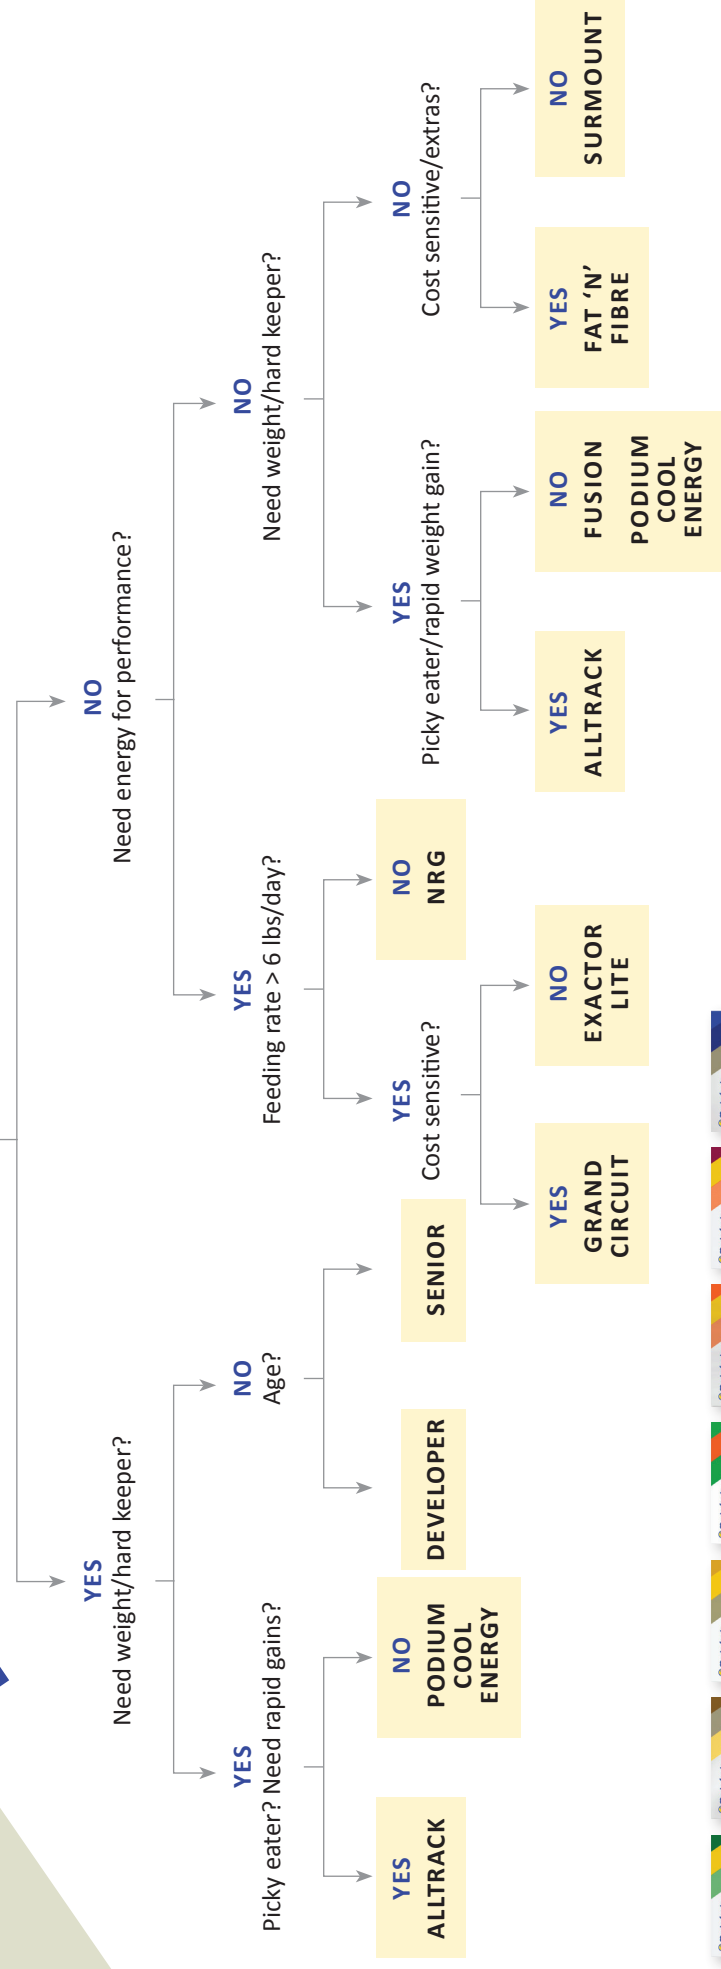 YES
Need weight/hard keeper?
NO
Need energy for performance?
YES
Picky eater? Need rapid gains?
NO
Age?
YES
Feeding rate > 6 lbs/day?
NO
Need weight/hard keeper?
YES
ALLTRACK
NO
PODIUM
COOL
ENERGY
DEVELOPER
SENIOR
YES
Cost sensitive?
NO
NRG
YES
Picky eater/rapid weight gain?
NO
Cost sensitive/extras?
YES
GRAND
CIRCUIT
NO
EXACTOR
LITE
YES
ALLTRACK
NO
FUSION
PODIUM
COOL
ENERGY
YES
FAT ‘N’
FIBRE
NO
SURMOUNT